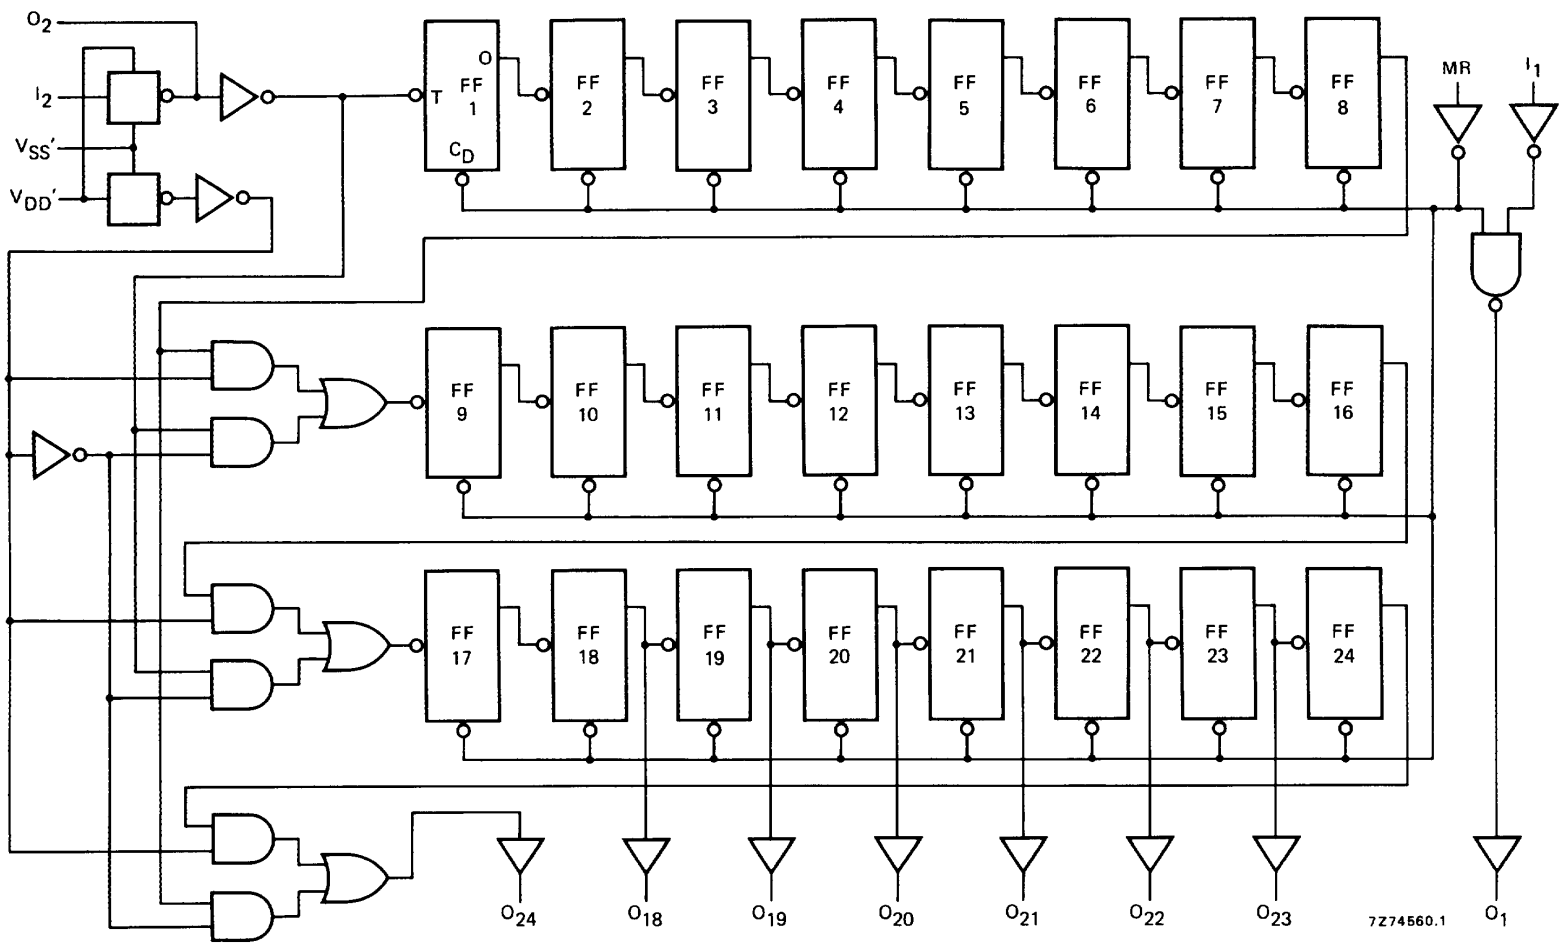 O2
I2
VSS'
VDD'
T
O
FF 1
CD
FF 2
FF 3
FF 4
FF 5
FF 6
FF 7
FF 8
MR
I1
FF 9
FF 10
FF 11
FF 12
FF 13
FF 14
FF 15
FF 16
FF 17
FF 18
FF 19
FF 20
FF 21
FF 22
FF 23
FF 24
O24
O18
O19
O20
O21
O22
O23
7Z74560.1
O1